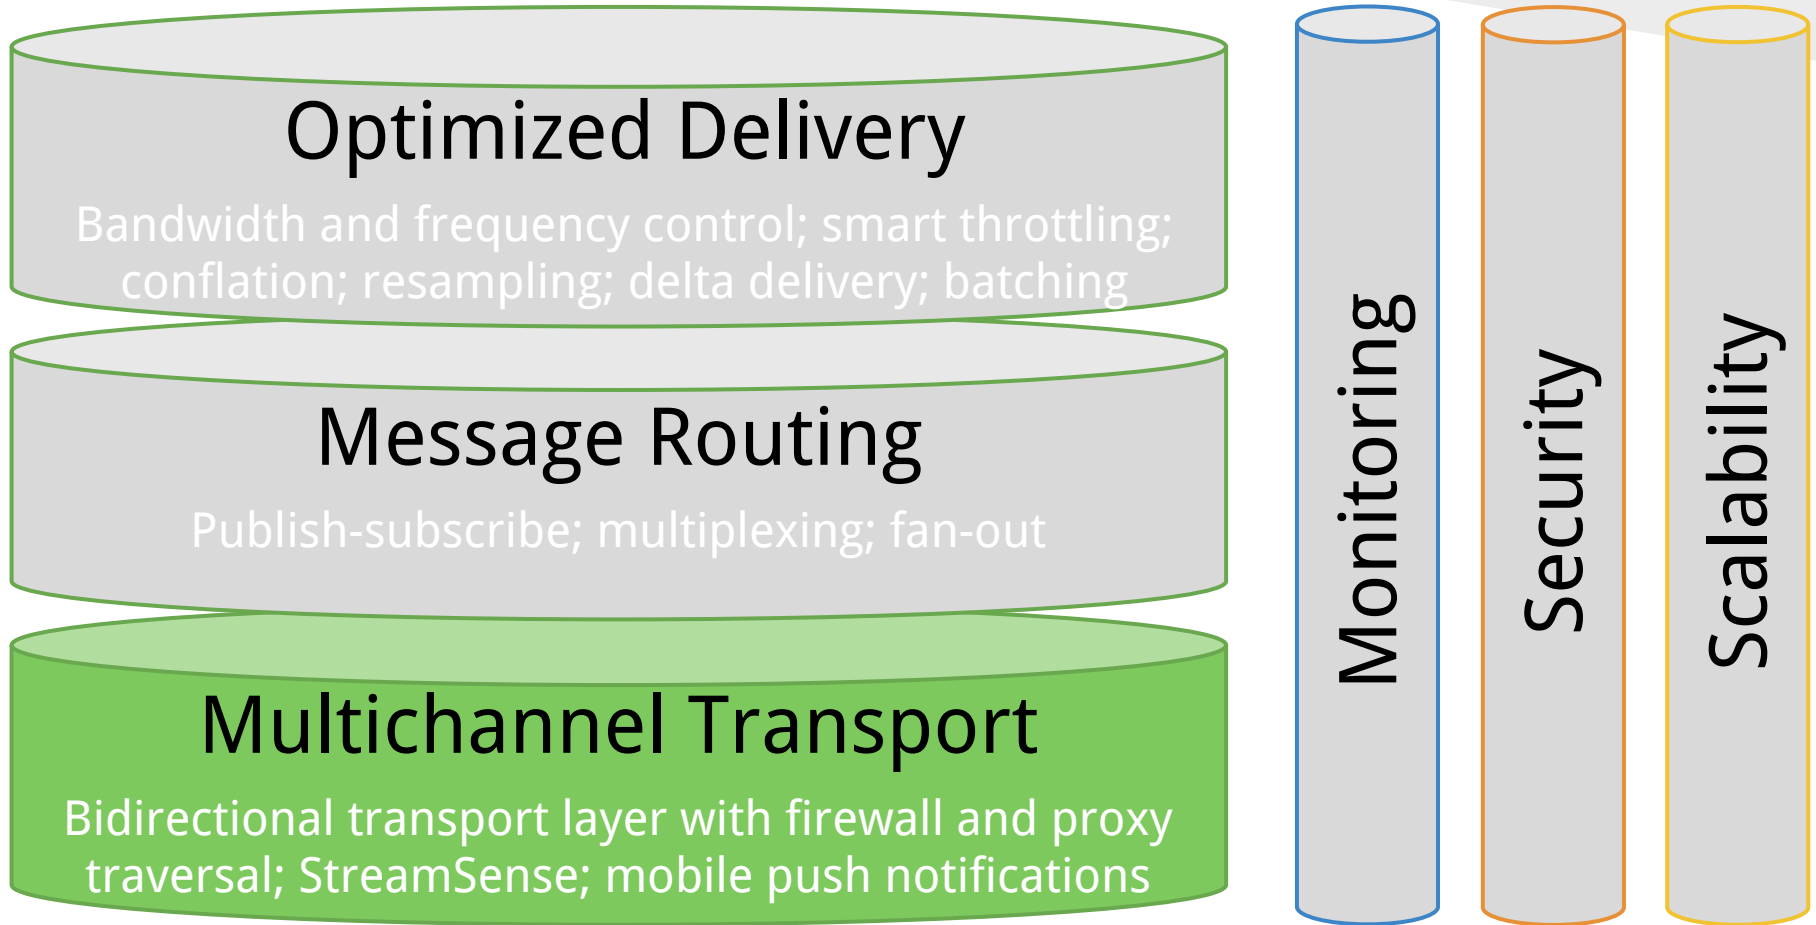 Optimized Delivery
Bandwidth and frequency control; smart throttling;
conflation; resampling; delta delivery; batching
Message Routing
Publish-subscribe; multiplexing; fan-out
Multichannel Transport
Bidirectional transport layer with firewall and proxy
traversal; StreamSense; mobile push notifications
Monitoring
Security
Scalability